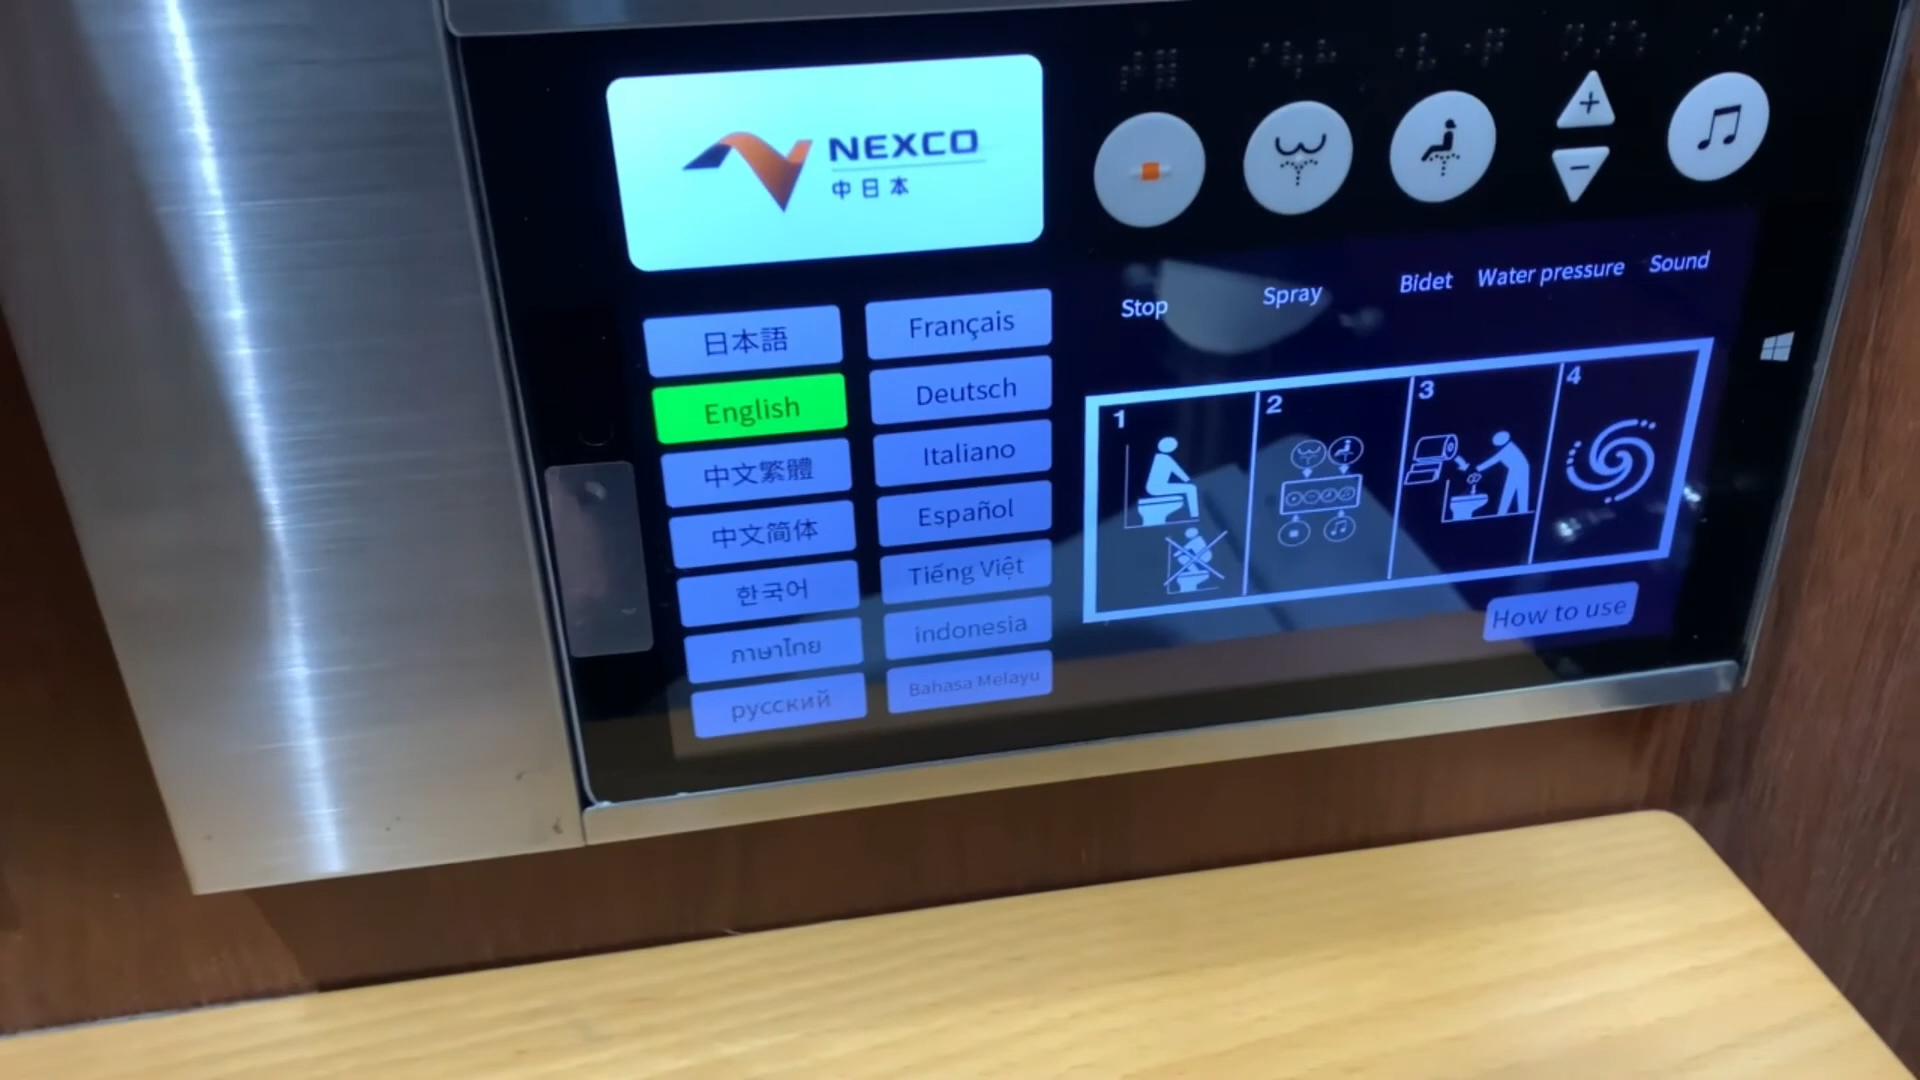 NEXCO
中日本
Stop
Spray
Bidet
Water pressure
Sound
日本語
Français
English
Deutsch
中文繁體
Italiano
中文简体
Español
한국어
Tiếng Việt
ภาษาไทย
indonesia
русский
Bahasa Melayu
1
2
3
4
How to use